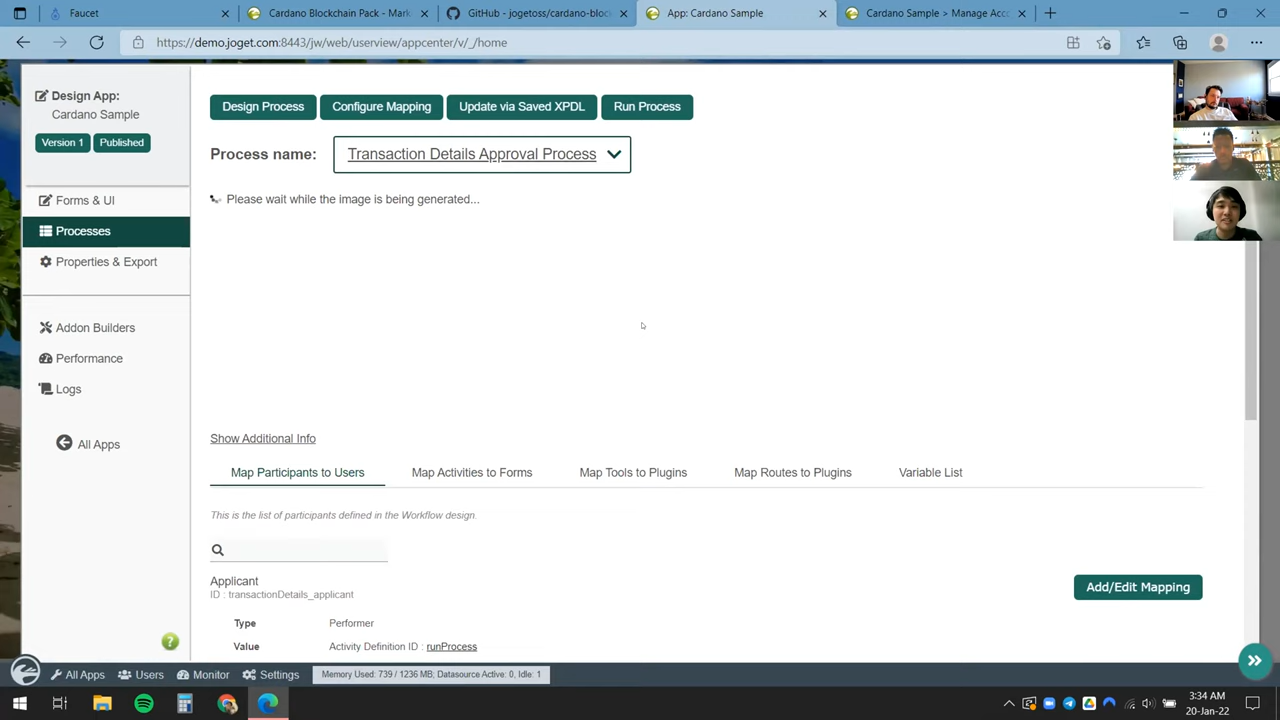 Faucet
Cardano Blockchain Pack - Mark
GitHub - jogetoss/cardano-bloc
App: Cardano Sample
Cardano Sample > Manage Acc
https://demo.joget.com:8443/jw/web/userview/appcenter/v/_/home
Design App:
Cardano Sample
Version 1
Published
Forms & UI
Processes
Properties & Export
Addon Builders
Performance
Logs
All Apps
Design Process
Configure Mapping
Update via Saved XPDL
Run Process
Process name:
Transaction Details Approval Process
Please wait while the image is being generated...
Show Additional Info
Map Participants to Users
Map Activities to Forms
Map Tools to Plugins
Map Routes to Plugins
Variable List
This is the list of participants defined in the Workflow design.
Applicant
ID : transactionDetails_applicant
Add/Edit Mapping
Type
Performer
Value
Activity Definition ID : runProcess
All Apps
Users
Monitor
Settings
Memory Used: 739 / 1236 MB; Datasource Active: 0, Idle: 1
3:34 AM
20-Jan-22